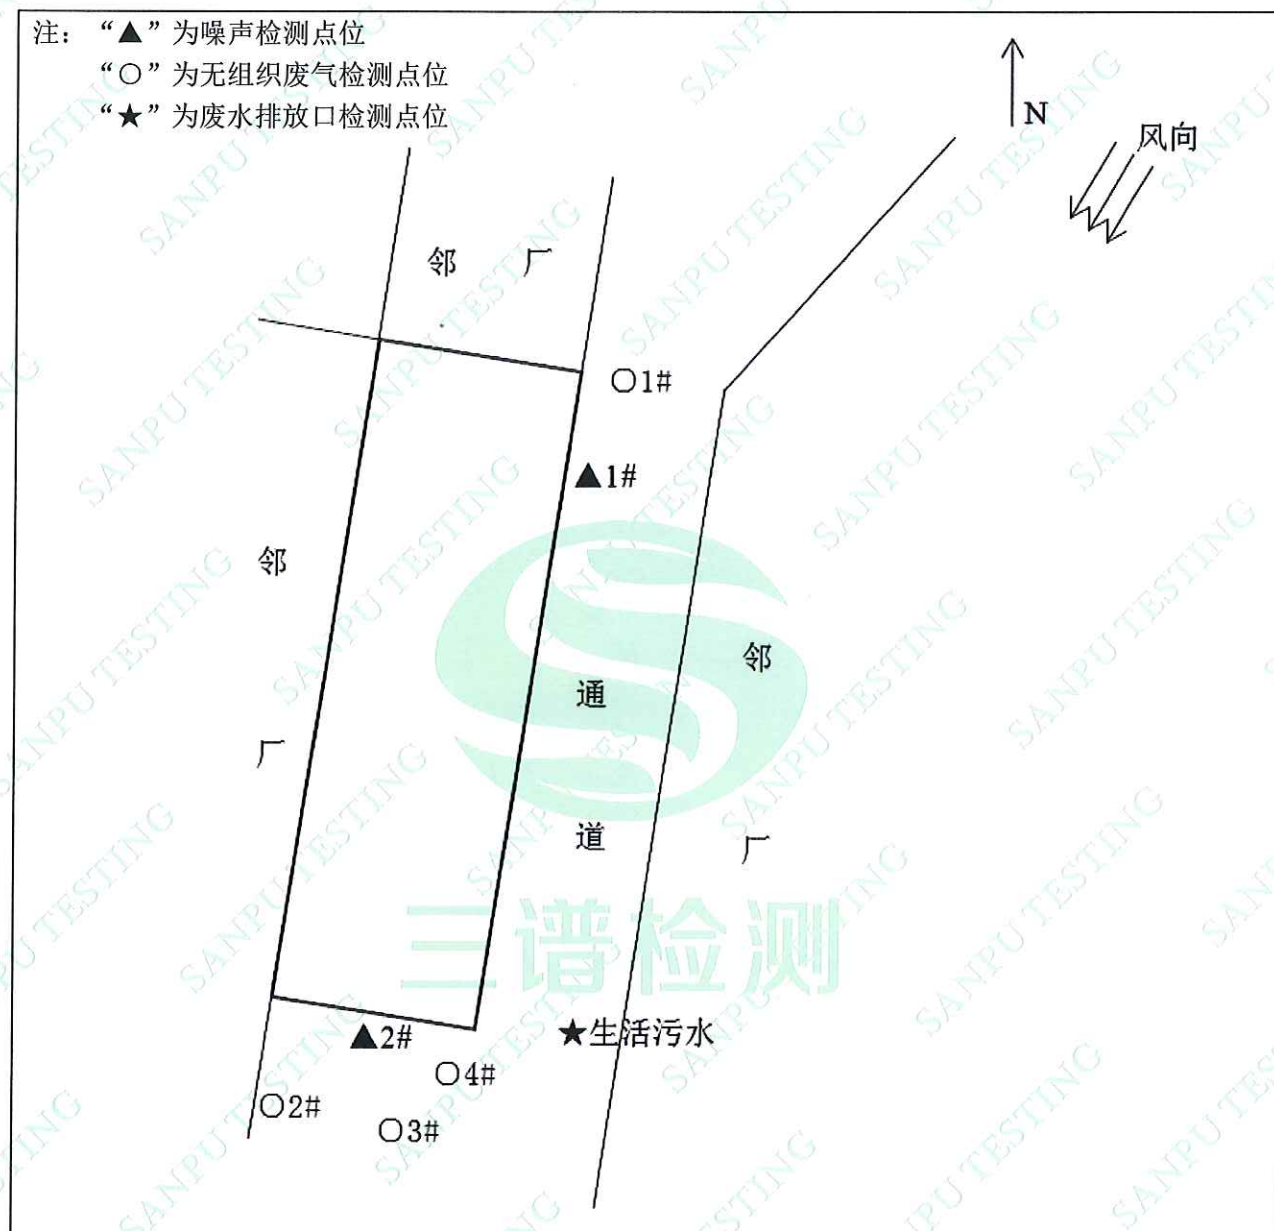 注：“▲”为噪声检测点位
“○”为无组织废气检测点位
“★”为废水排放口检测点位
N
风向
邻 厂
○1#
▲1#
邻
厂
通
道
邻
厂
三谱检测
★生活污水
▲2#
○4#
○2#
○3#
SANPU TESTING